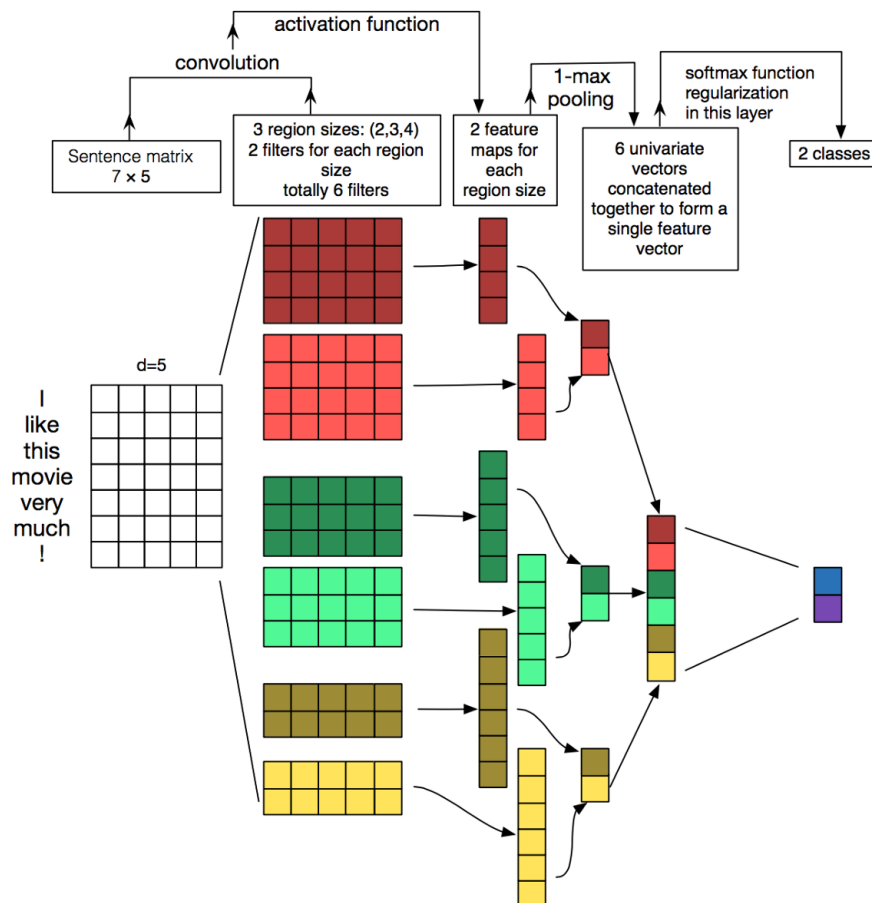 activation function
convolution
1-max
pooling
softmax function
regularization
in this layer
Sentence matrix
7 × 5
3 region sizes: (2,3,4)
2 filters for each region
size
totally 6 filters
2 feature
maps for
each
region size
6 univariate
vectors
concatenated
together to form a
single feature
vector
2 classes
d=5
I
like
this
movie
very
much
!